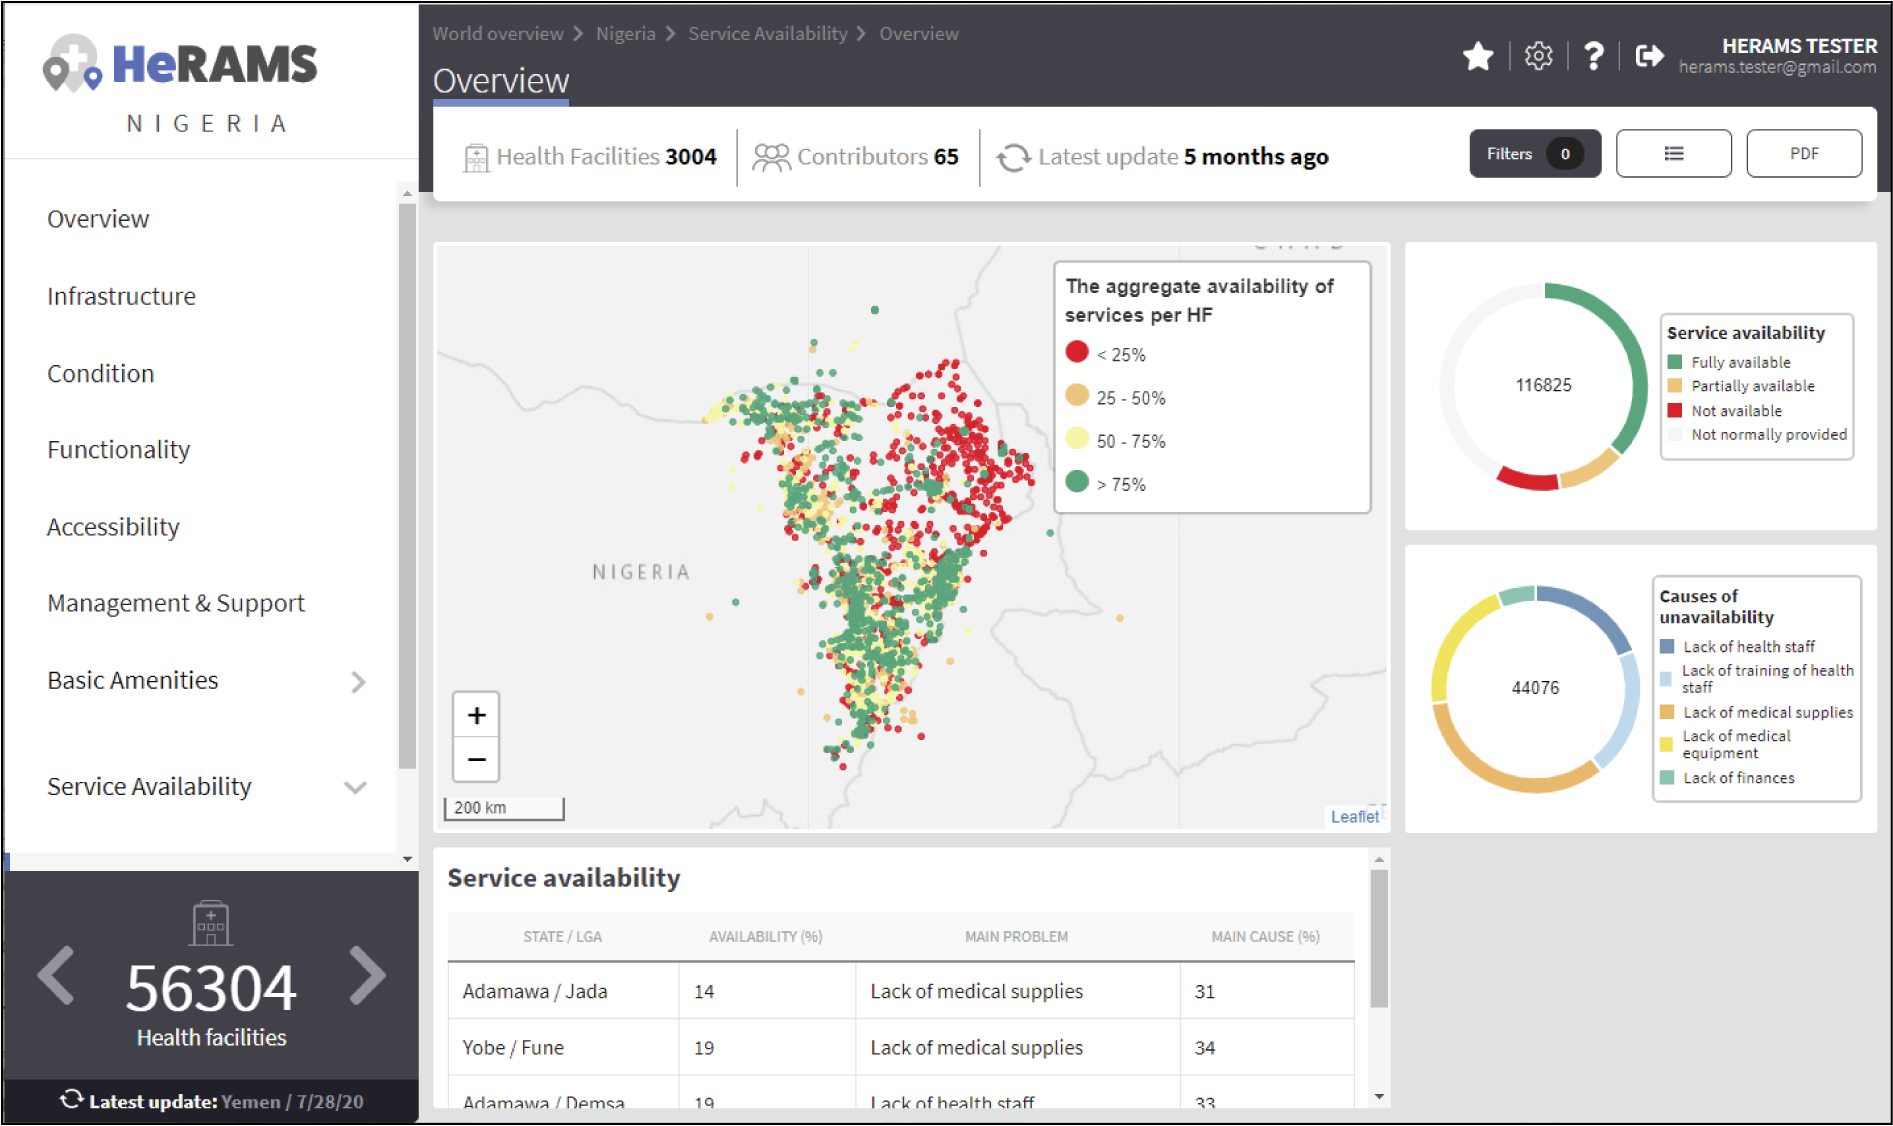 HeRAMS
NIGERIA
Overview
Infrastructure
Condition
Functionality
Accessibility
Management & Support
Basic Amenities
Service Availability
56304
Health facilities
Latest update: Yemen / 7/28/20
World overview > Nigeria > Service Availability > Overview
Overview
HERAMS TESTER
herams.tester@gmail.com
Health Facilities 3004
Contributors 65
Latest update 5 months ago
Filters 0
PDF
CHAD
NIGERIA
The aggregate availability of
services per HF
< 25%
25 - 50%
50 - 75%
> 75%
+
−
200 km
Leaflet
116825
Service availability
Fully available
Partially available
Not available
Not normally provided
44076
Causes of
unavailability
Lack of health staff
Lack of training of health
staff
Lack of medical supplies
Lack of medical
equipment
Lack of finances
Service availability
STATE / LGA AVAILABILITY (%) MAIN PROBLEM MAIN CAUSE (%)
Adamawa / Jada 14 Lack of medical supplies 31
Yobe / Fune 19 Lack of medical supplies 34
Adamawa / Demsa 19 Lack of health staff 33